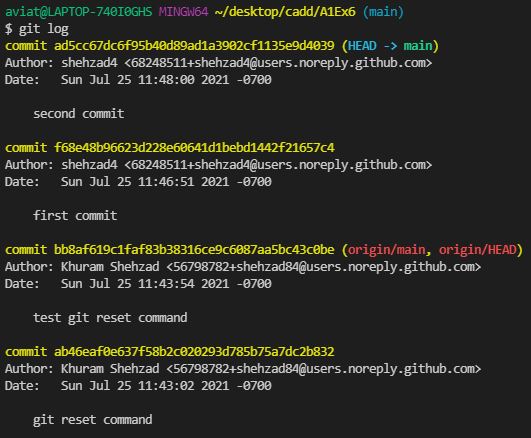 aviat@LAPTOP-740I0GHS MINGW64 ~/desktop/cadd/A1Ex6 (main)
$ git log
commit ad5cc67dc6f95b40d89ad1a3902cf1135e9d4039 (HEAD -> main)
Author: shehzad4 <68248511+shehzad4@users.noreply.github.com>
Date:   Sun Jul 25 11:48:00 2021 -0700
second commit
commit f68e48b96623d228e60641d1bebd1442f21657c4
Author: shehzad4 <68248511+shehzad4@users.noreply.github.com>
Date:   Sun Jul 25 11:46:51 2021 -0700
first commit
commit bb8af619c1faf83b38316ce9c6087aa5bc43c0be (origin/main, origin/HEAD)
Author: Khuram Shehzad <56798782+shehzad84@users.noreply.github.com>
Date:   Sun Jul 25 11:43:54 2021 -0700
test git reset command
commit ab46eaf0e637f58b2c020293d785b75a7dc2b832
Author: Khuram Shehzad <56798782+shehzad84@users.noreply.github.com>
Date:   Sun Jul 25 11:43:02 2021 -0700
git reset command